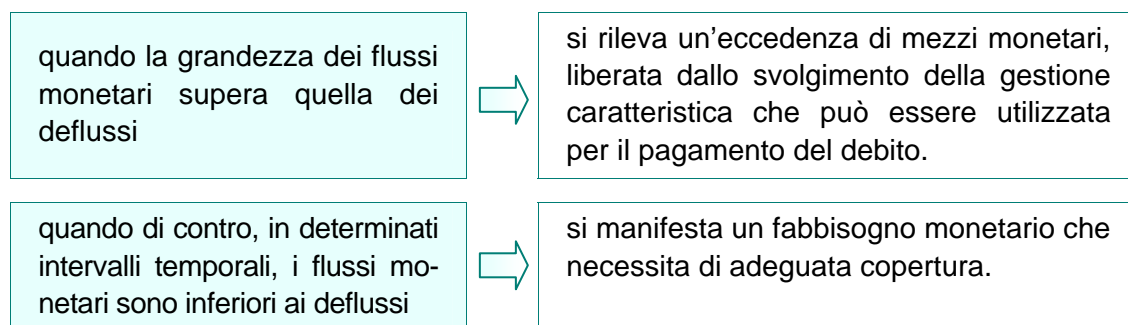 quando la grandezza dei flussi
monetari supera quella dei
deflussi
si rileva un'eccedenza di mezzi monetari,
liberata dallo svolgimento della gestione
caratteristica che può essere utilizzata
per il pagamento del debito.
quando di contro, in determinati
intervalli temporali, i flussi mo-
netari sono inferiori ai deflussi
si manifesta un fabbisogno monetario che
necessita di adeguata copertura.